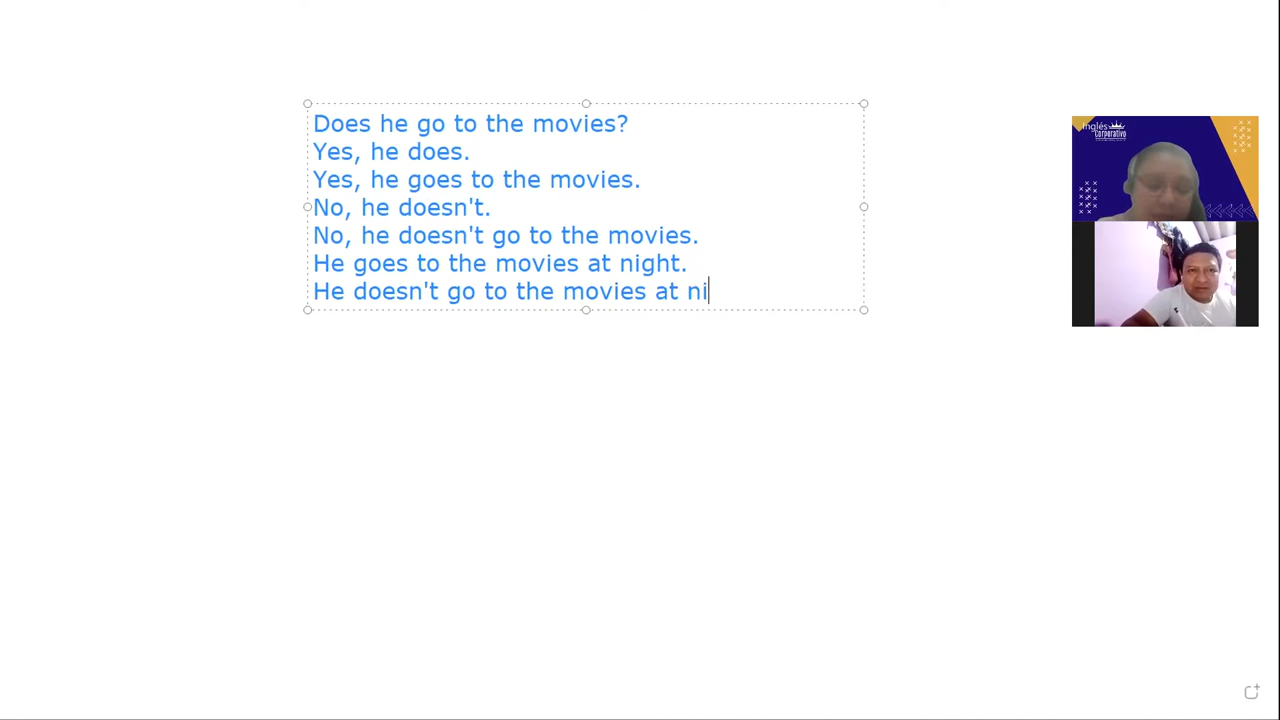 Does he go to the movies?
Yes, he does.
Yes, he goes to the movies.
No, he doesn't.
No, he doesn't go to the movies.
He goes to the movies at night.
He doesn't go to the movies at ni
Inglés
Corporativo